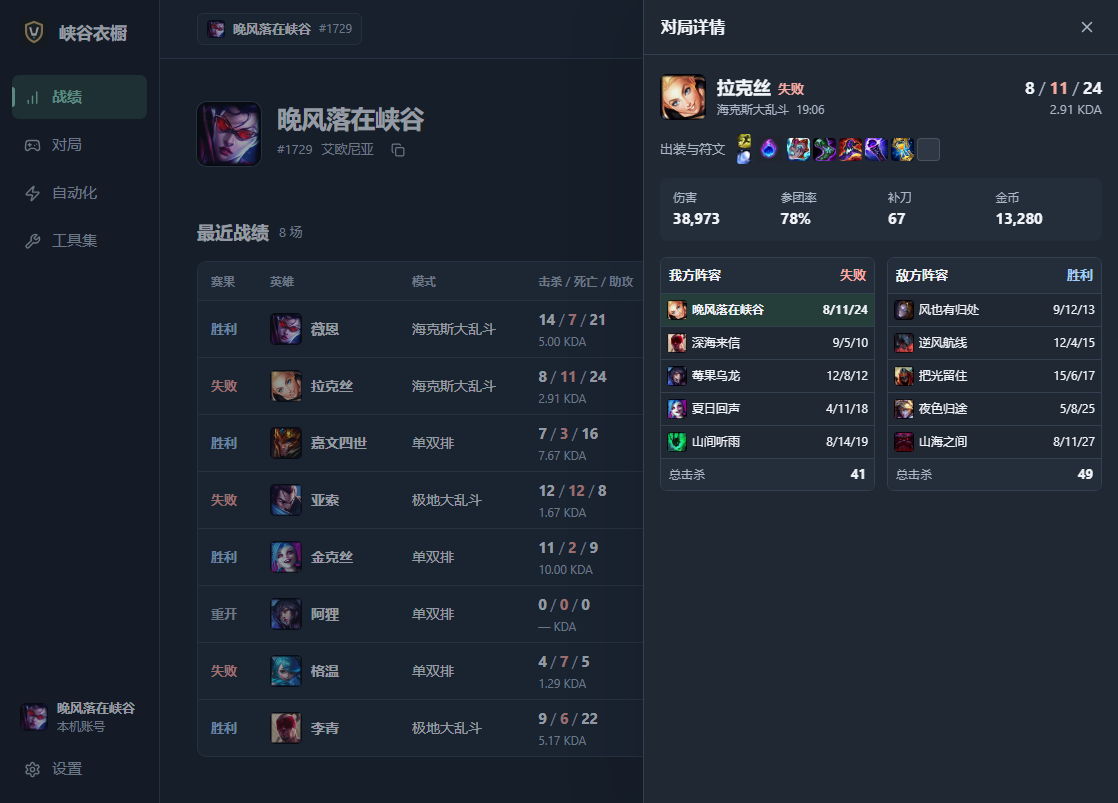 峡谷衣橱
战绩
对局
自动化
工具集
晚风落在峡谷
本机账号
设置
晚风落在峡谷 #1729
晚风落在峡谷
#1729 艾欧尼亚
最近战绩 8 场
赛果 英雄 模式 击杀 / 死亡 / 助攻
胜利 薇恩 海克斯大乱斗 14 / 7 / 21
5.00 KDA
失败 拉克丝 海克斯大乱斗 8 / 11 / 24
2.91 KDA
胜利 嘉文四世 单双排 7 / 3 / 16
7.67 KDA
失败 亚索 极地大乱斗 12 / 12 / 8
1.67 KDA
胜利 金克丝 单双排 11 / 2 / 9
10.00 KDA
重开 阿狸 单双排 0 / 0 / 0
— KDA
失败 格温 单双排 4 / 7 / 5
1.29 KDA
胜利 李青 极地大乱斗 9 / 6 / 22
5.17 KDA
对局详情
拉克丝 失败 8 / 11 / 24
海克斯大乱斗 19:06 2.91 KDA
出装与符文
伤害 参团率 补刀 金币
38,973 78% 67 13,280
我方阵容 失败
晚风落在峡谷 8/11/24
深海来信 9/5/10
莓果乌龙 12/8/12
夏日回声 4/11/18
山间听雨 8/14/19
总击杀 41
敌方阵容 胜利
风也有归处 9/12/13
逆风航线 12/4/15
把光留住 15/6/17
夜色归途 5/8/25
山海之间 8/11/27
总击杀 49